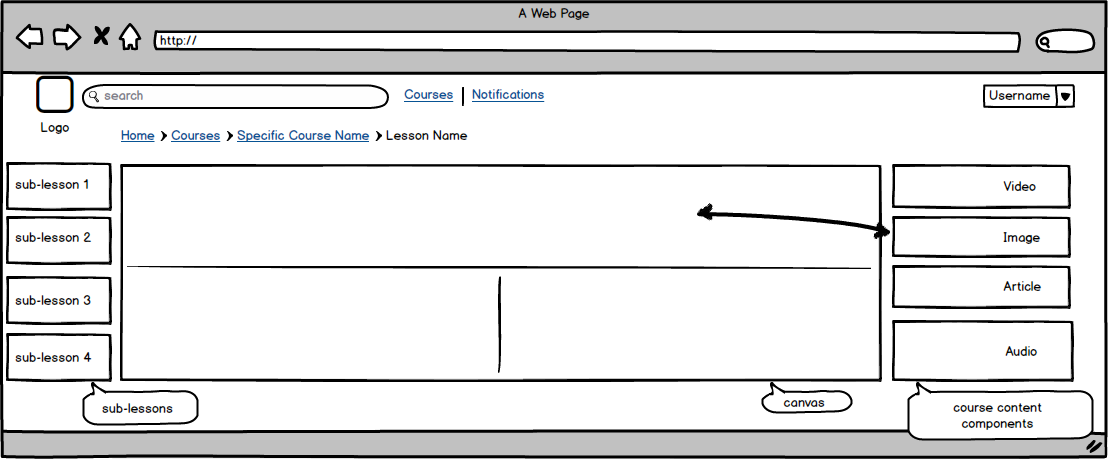 A Web Page
http://
search
Courses
Notifications
Username
Logo
Home
Courses
Specific Course Name
Lesson Name
sub-lesson 1
sub-lesson 2
sub-lesson 3
sub-lesson 4
Video
Image
Article
Audio
sub-lessons
canvas
course content
components